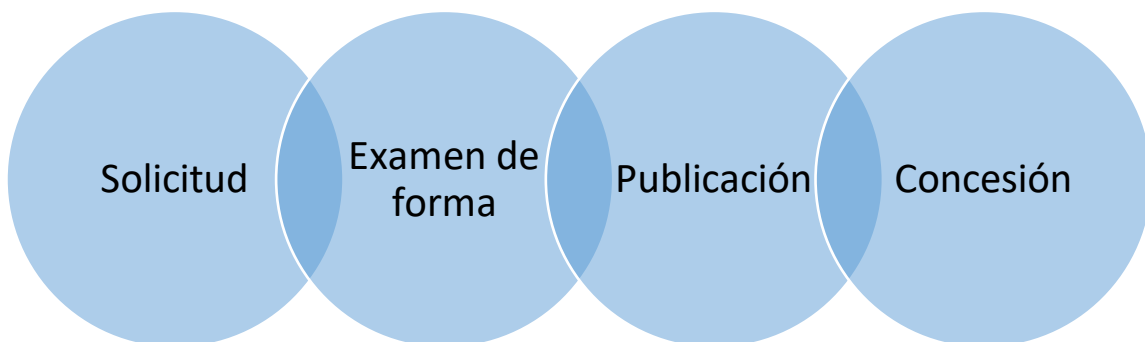 Solicitud
Examen de
forma
Publicación
Concesión